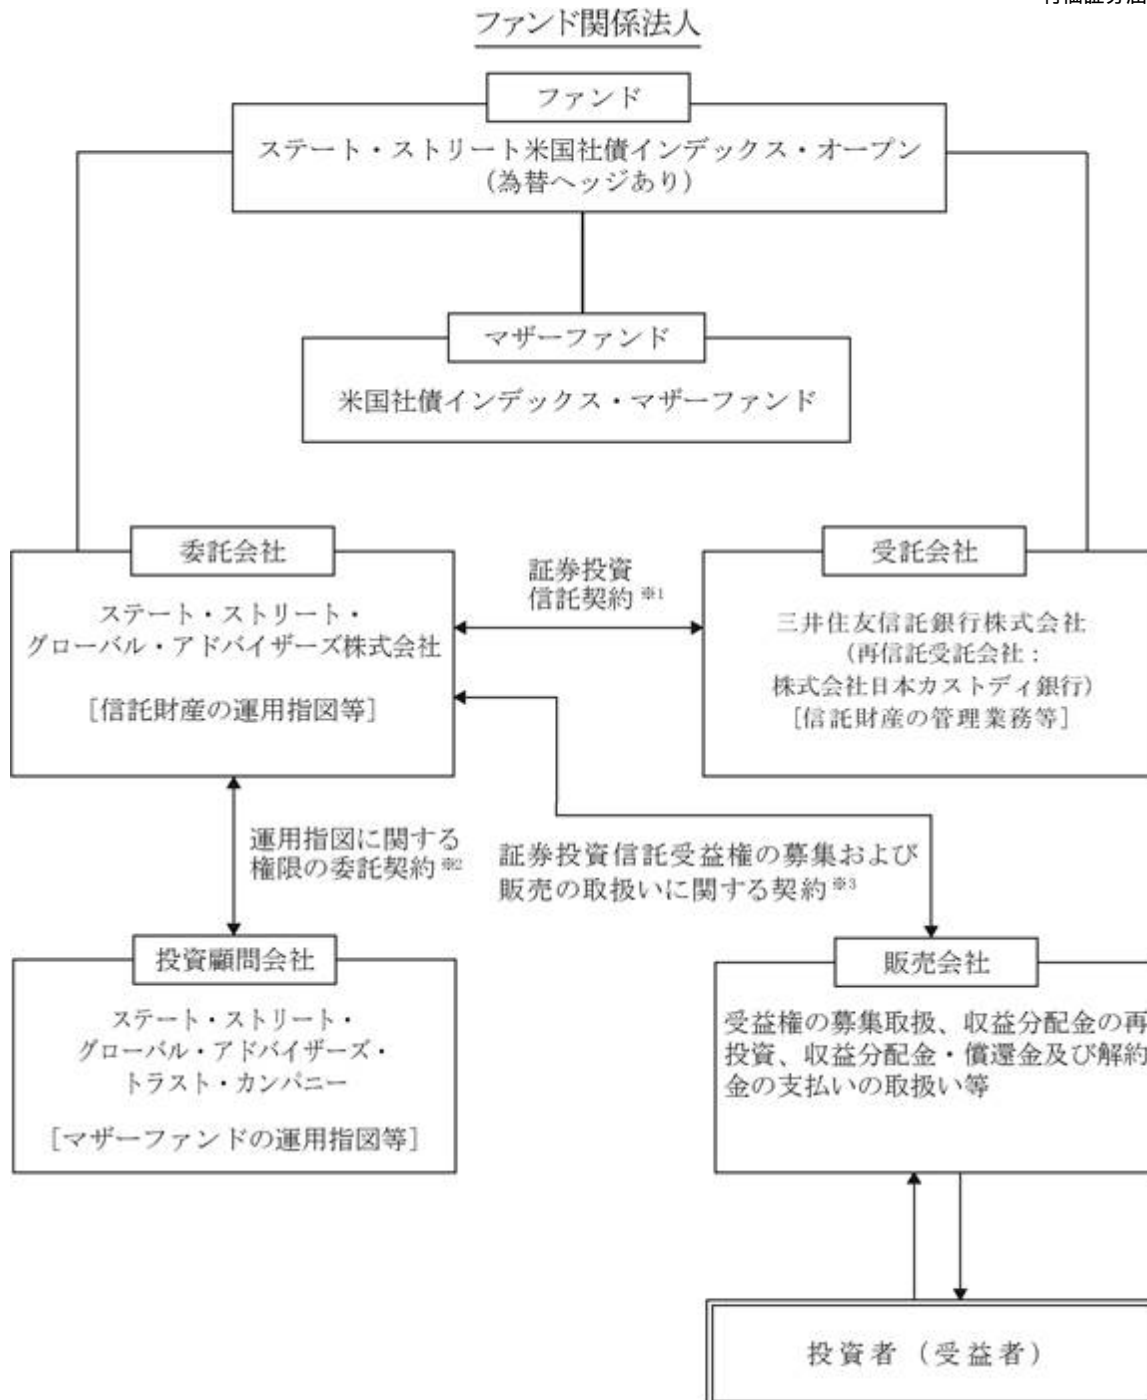 ファンド関係法人
ファンド
ステート・ストリート米国社債インデックス・オープン
(為替ヘッジあり)
マザーファンド
米国社債インデックス・マザーファンド
委託会社
ステート・ストリート・
グローバル・アドバイザーズ株式会社
[信託財産の運用指図等]
証券投資
信託契約※1
受託会社
三井住友信託銀行株式会社
(再信託受託会社：
株式会社日本カストディ銀行)
[信託財産の管理業務等]
運用指図に関する
権限の委託契約※2
証券投資信託受益権の募集および
販売の取扱いに関する契約※3
投資顧問会社
ステート・ストリート・
グローバル・アドバイザーズ・
トラスト・カンパニー
[マザーファンドの運用指図等]
販売会社
受益権の募集取扱、収益分配金の再
投資、収益分配金・償還金及び解約
金の支払いの取扱い等
投資者（受益者）